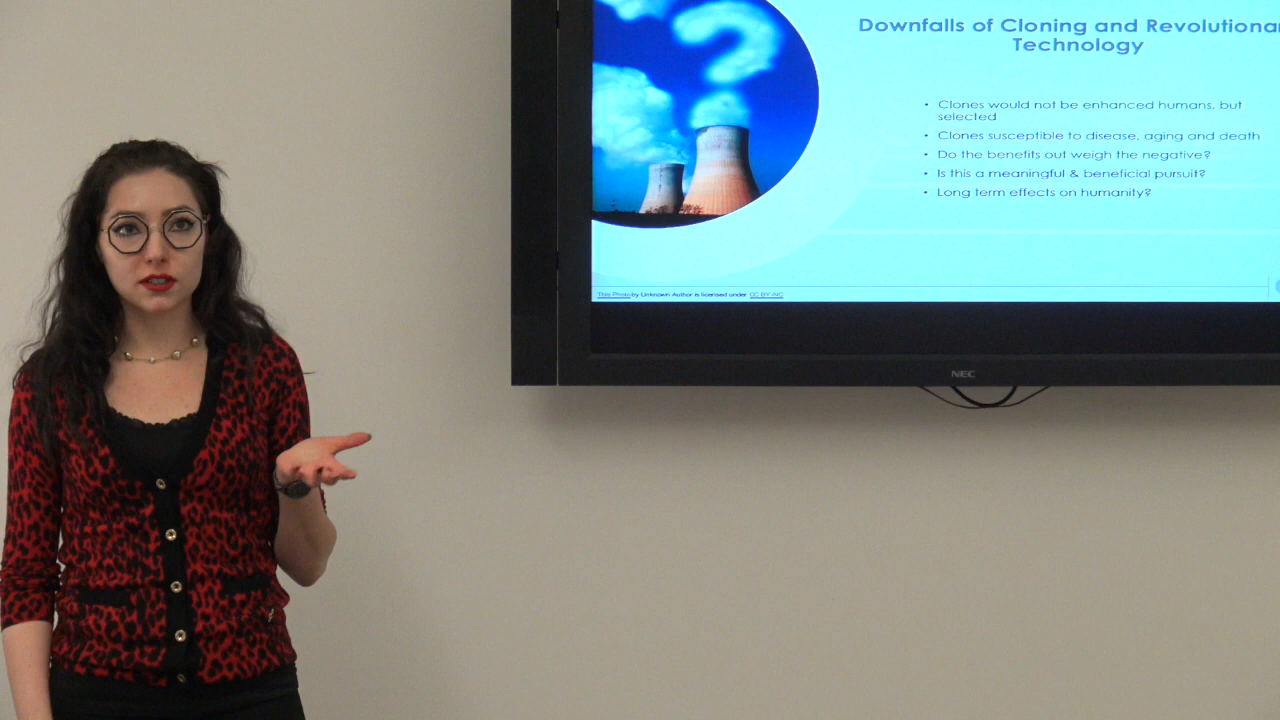 Downfalls of Cloning and Revolutionar
Technology
• Clones would not be enhanced humans, but
selected
• Clones susceptible to disease, aging and death
• Do the benefits out weigh the negative?
• Is this a meaningful & beneficial pursuit?
• Long term effects on humanity?
This Photo by Unknown Author is licensed under CC BY-NC
NEC